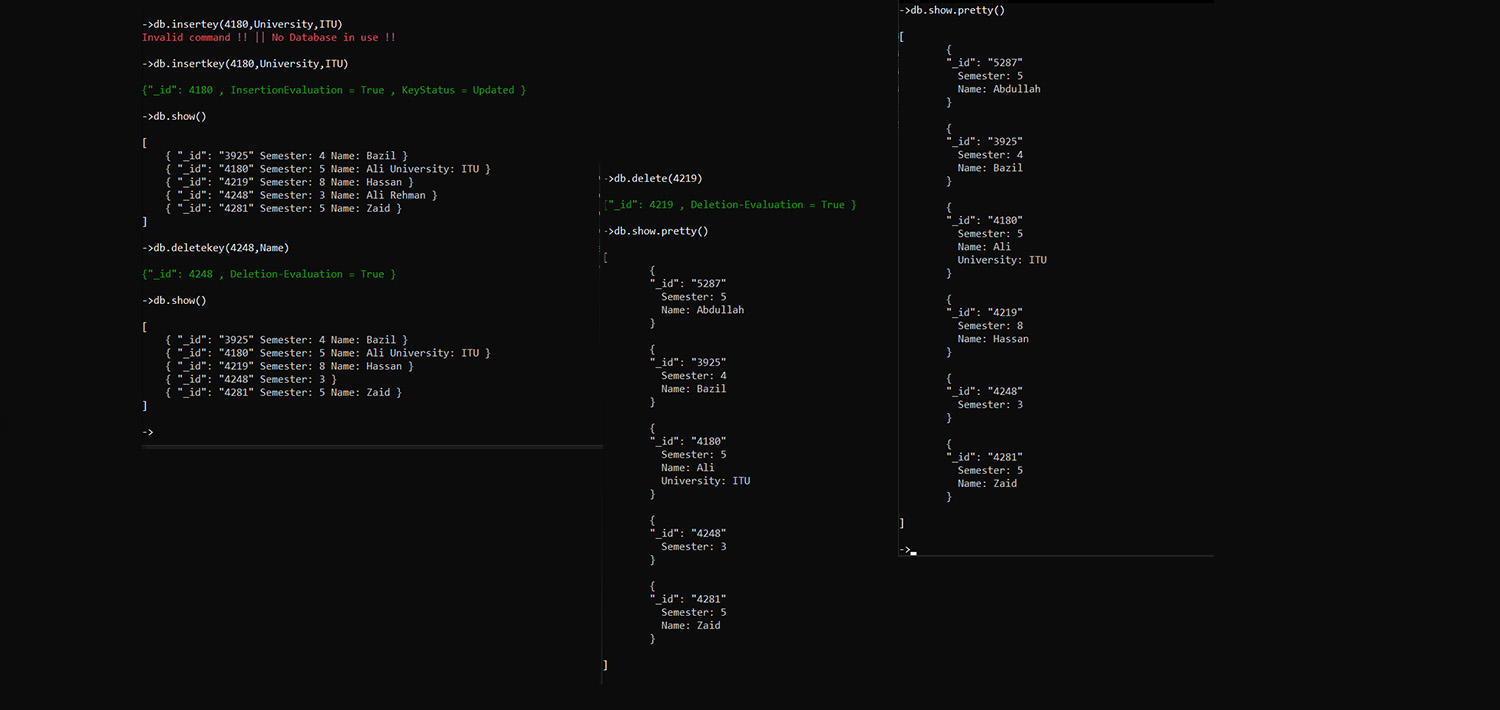 ->db.insertey(4180,University,ITU)
Invalid command !! || No Database in use !!
->db.insertkey(4180,University,ITU)
{"_id": 4180 , InsertionEvaluation = True , KeyStatus = Updated }
->db.show()
[
{ "_id": "3925" Semester: 4 Name: Bazil }
{ "_id": "4180" Semester: 5 Name: Ali University: ITU }
{ "_id": "4219" Semester: 8 Name: Hassan }
{ "_id": "4248" Semester: 3 Name: Ali Rehman }
{ "_id": "4281" Semester: 5 Name: Zaid }
]
->db.deletekey(4248,Name)
{"_id": 4248 , Deletion-Evaluation = True }
->db.show()
[
{ "_id": "3925" Semester: 4 Name: Bazil }
{ "_id": "4180" Semester: 5 Name: Ali University: ITU }
{ "_id": "4219" Semester: 8 Name: Hassan }
{ "_id": "4248" Semester: 3 }
{ "_id": "4281" Semester: 5 Name: Zaid }
]
->
->db.delete(4219)
{"_id": 4219 , Deletion-Evaluation = True }
->db.show.pretty()
[
{
"_id": "5287"
Semester: 5
Name: Abdullah
}
{
"_id": "3925"
Semester: 4
Name: Bazil
}
{
"_id": "4180"
Semester: 5
Name: Ali
University: ITU
}
{
"_id": "4248"
Semester: 3
}
{
"_id": "4281"
Semester: 5
Name: Zaid
}
]
->db.show.pretty()
[
{
"_id": "5287"
Semester: 5
Name: Abdullah
}
{
"_id": "3925"
Semester: 4
Name: Bazil
}
{
"_id": "4180"
Semester: 5
Name: Ali
University: ITU
}
{
"_id": "4219"
Semester: 8
Name: Hassan
}
{
"_id": "4248"
Semester: 3
}
{
"_id": "4281"
Semester: 5
Name: Zaid
}
]
->